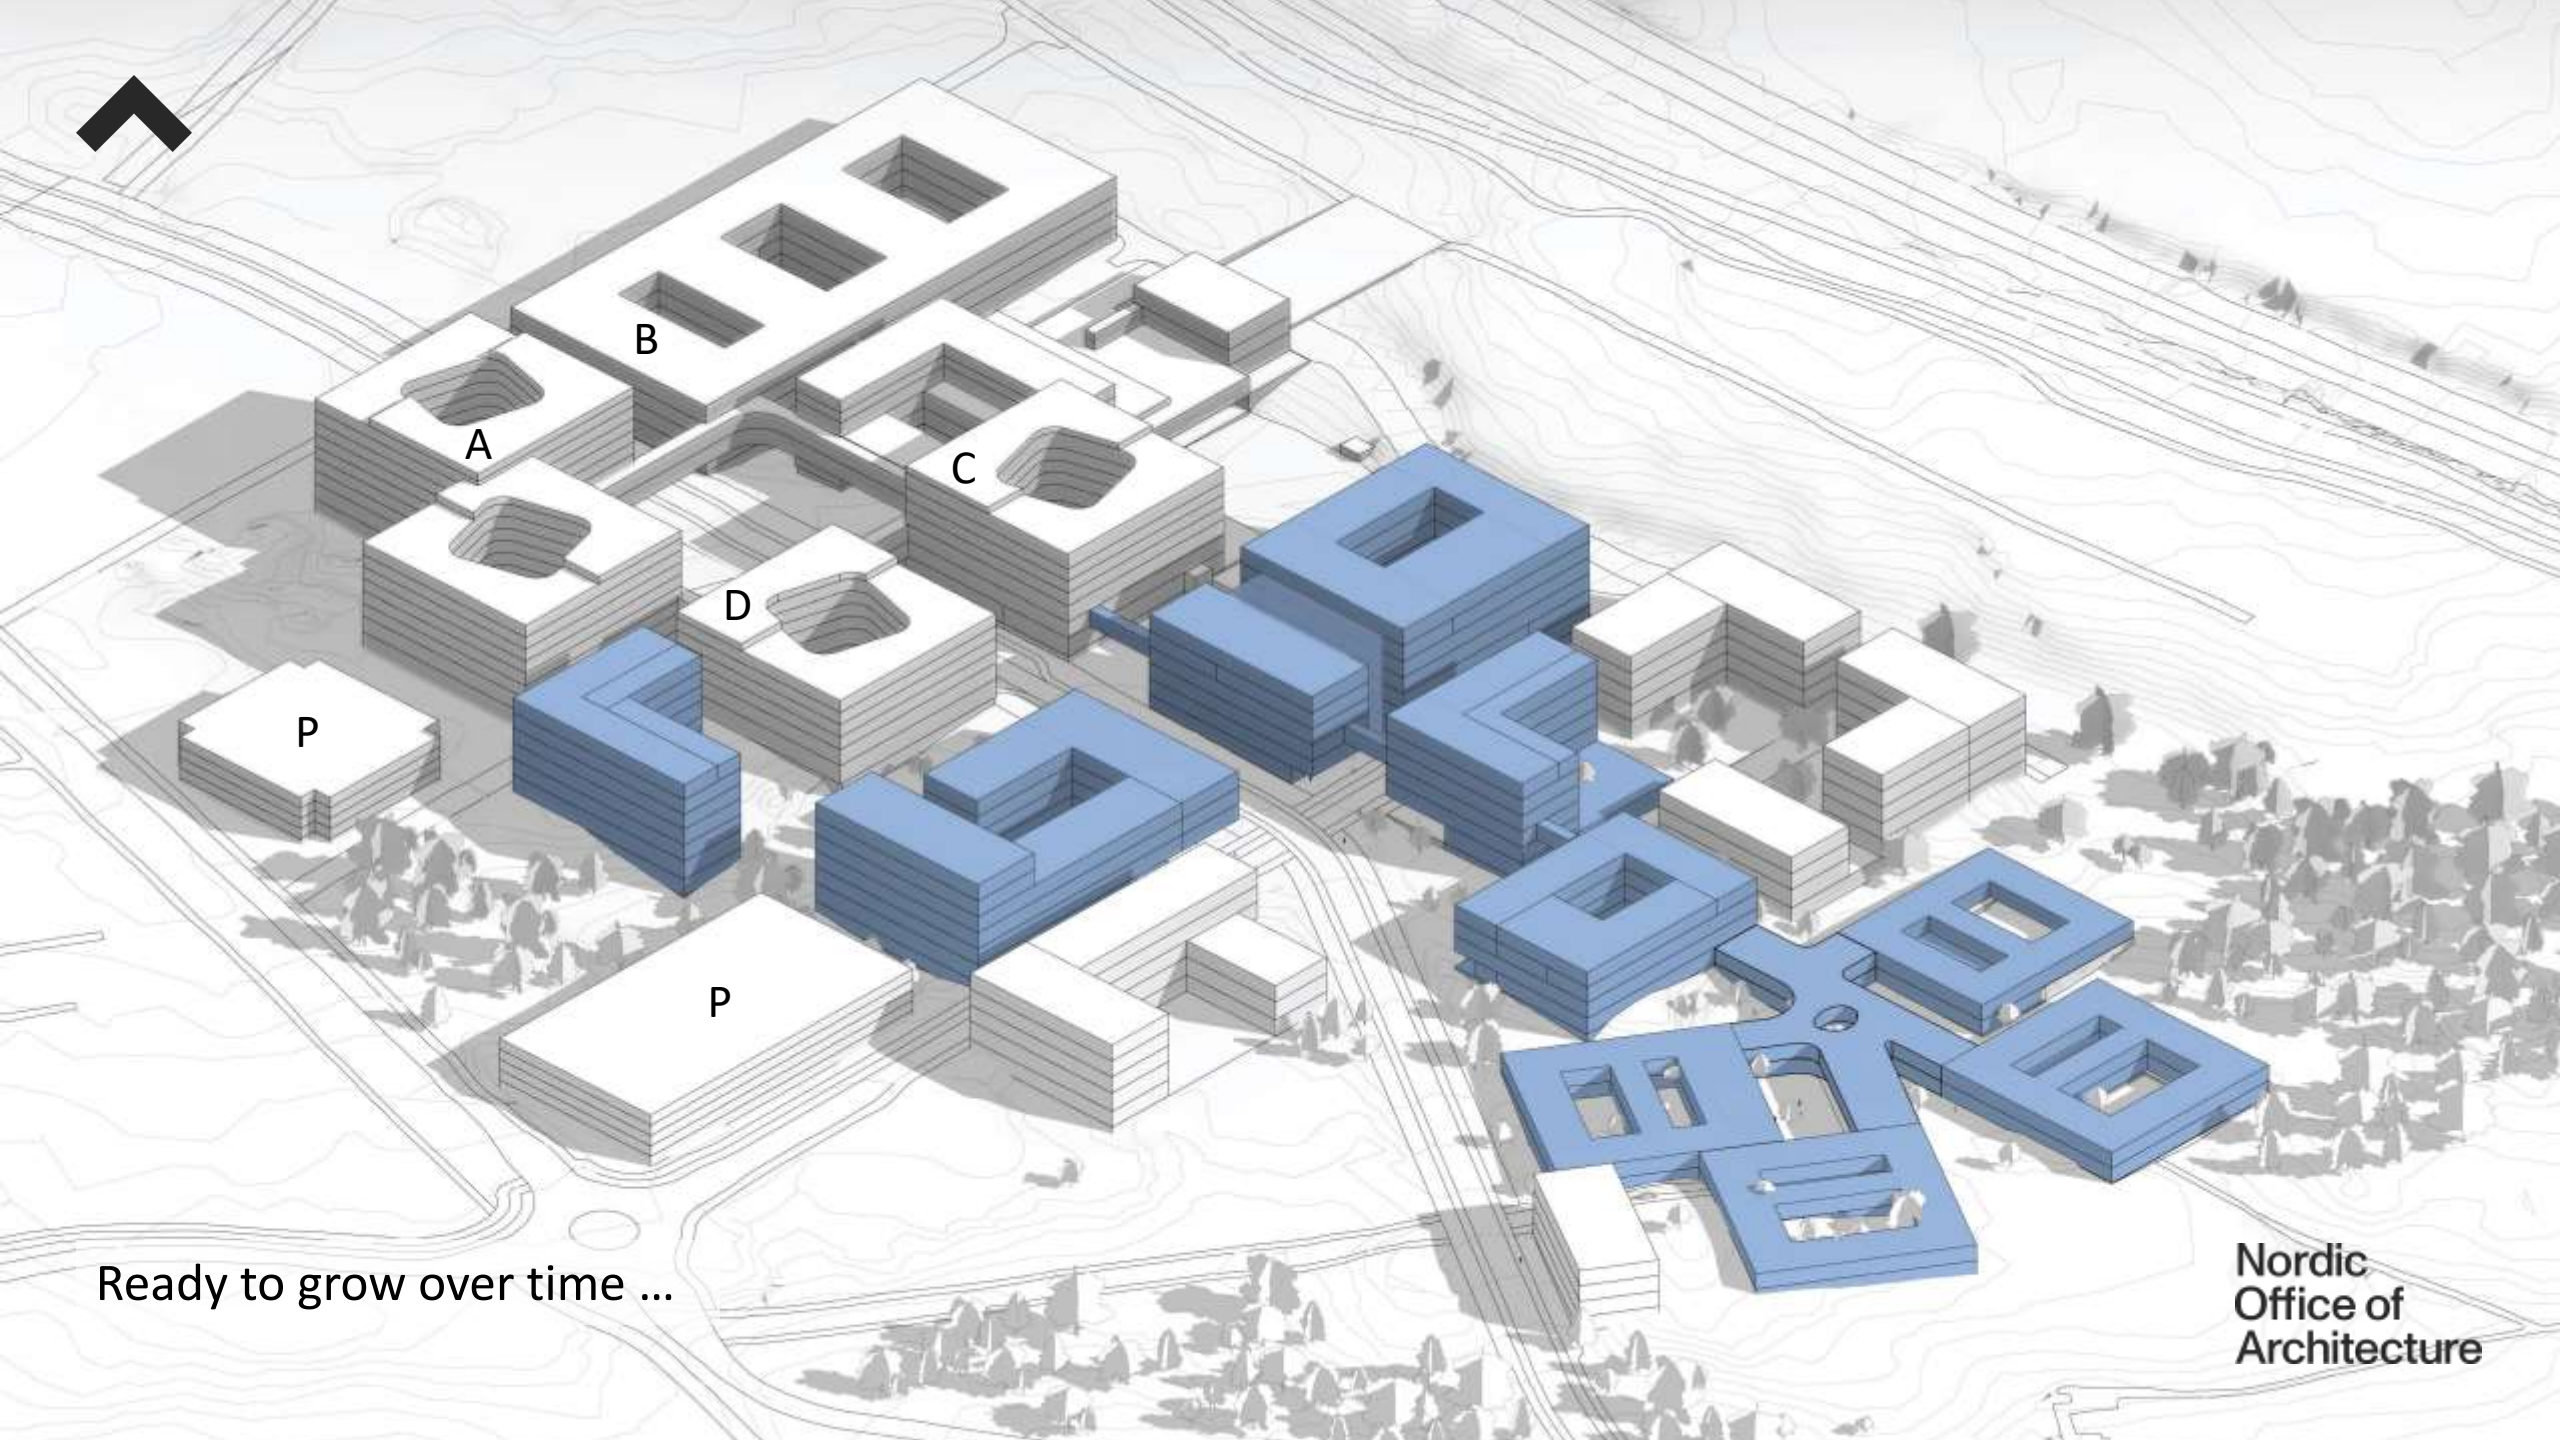 B
A
C
D
P
P
Ready to grow over time ...
Nordic
Office of
Architecture